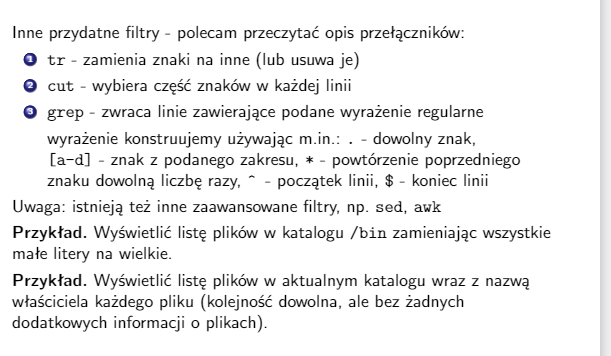 Inne przydatne filtry - polecam przeczytać opis przełączników:
1 tr - zamienia znaki na inne (lub usuwa je)
2 cut - wybiera część znaków w każdej linii
3 grep - zwraca linie zawierające podane wyrażenie regularne
wyrażenie konstruujemy używając m.in.: . - dowolny znak,
[a-d] - znak z podanego zakresu, * - powtórzenie poprzedniego
znaku dowolną liczbę razy, ^ - początek linii, $ - koniec linii
Uwaga: istnieją też inne zaawansowane filtry, np. sed, awk
Przykład. Wyświetlić listę plików w katalogu /bin zamieniając wszystkie
małe litery na wielkie.
Przykład. Wyświetlić listę plików w aktualnym katalogu wraz z nazwą
właściciela każdego pliku (kolejność dowolna, ale bez żadnych
dodatkowych informacji o plikach).